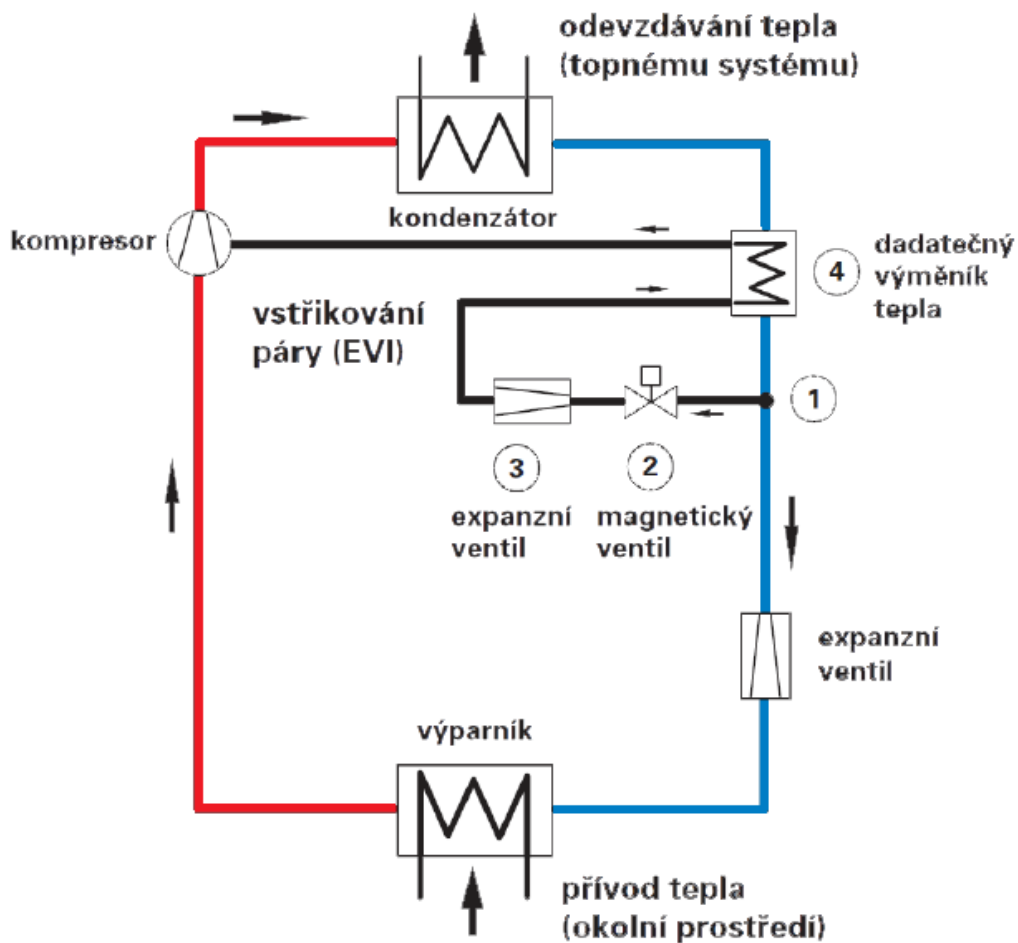 odevzdávání tepla
(topnému systému)
kondenzátor
kompresor
4
dadatečný
výměník
tepla
vstřikování
páry (EVI)
1
3
2
expanzní
ventil
magnetický
ventil
expanzní
ventil
výparník
přívod tepla
(okolní prostředí)